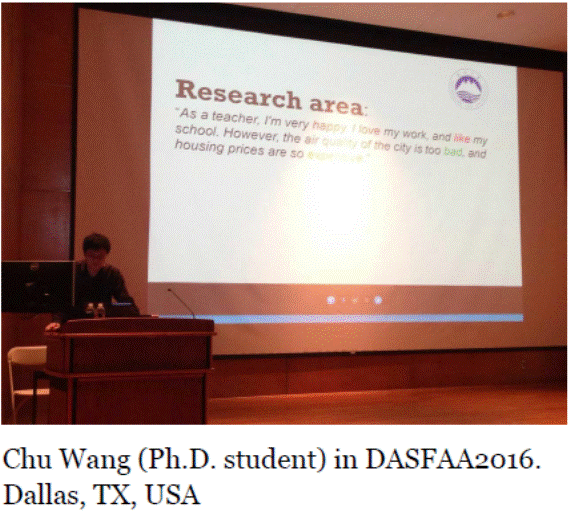 Research area:
"As a teacher, I'm very happy. I love my work, and like my
school. However, the air quality of the city is too bad, and
housing prices are so expensive."
Chu Wang (Ph.D. student) in DASFAA2016.
Dallas, TX, USA